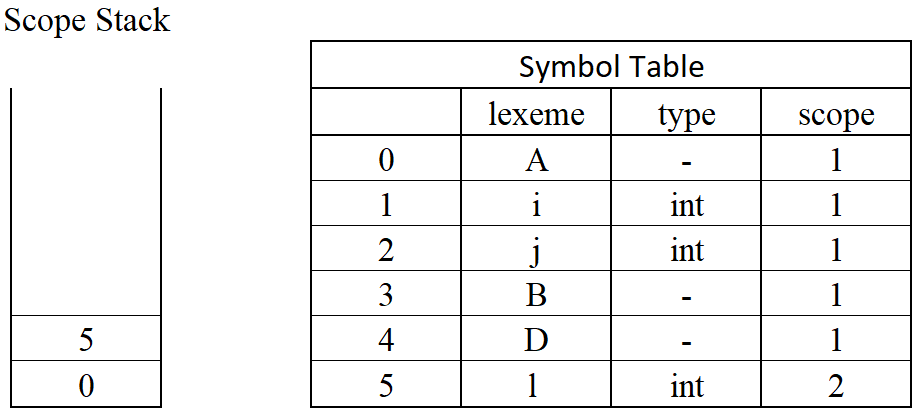 Scope Stack
Symbol Table
lexeme type scope
0 A - 1
1 i int 1
2 j int 1
3 B - 1
5 4 D - 1
0 5 l int 2